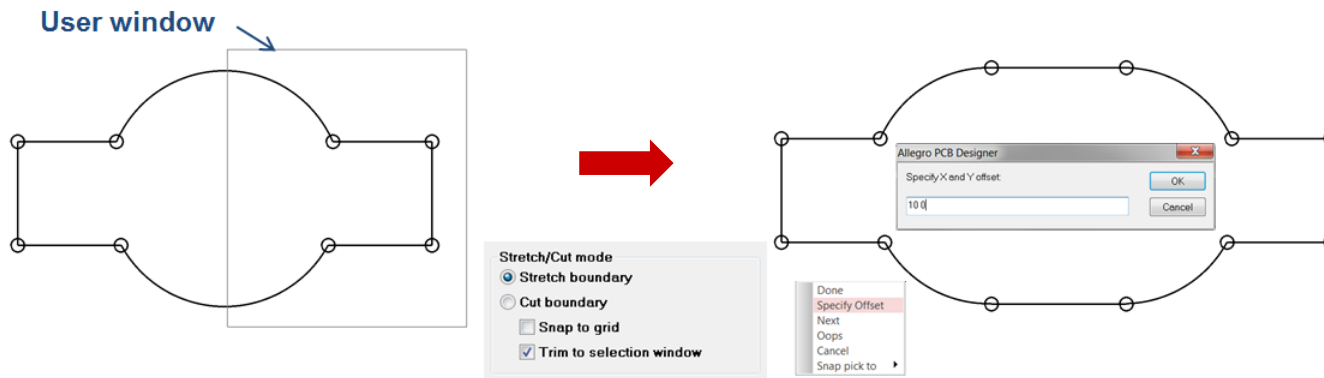 User window
Stretch/Cut mode
Stretch boundary
Cut boundary
Snap to grid
Trim to selection window
Allegro PCB Designer
Specify X and Y offset:
OK
10 0
Cancel
Done
Specify Offset
Next
Oops
Cancel
Snap pick to